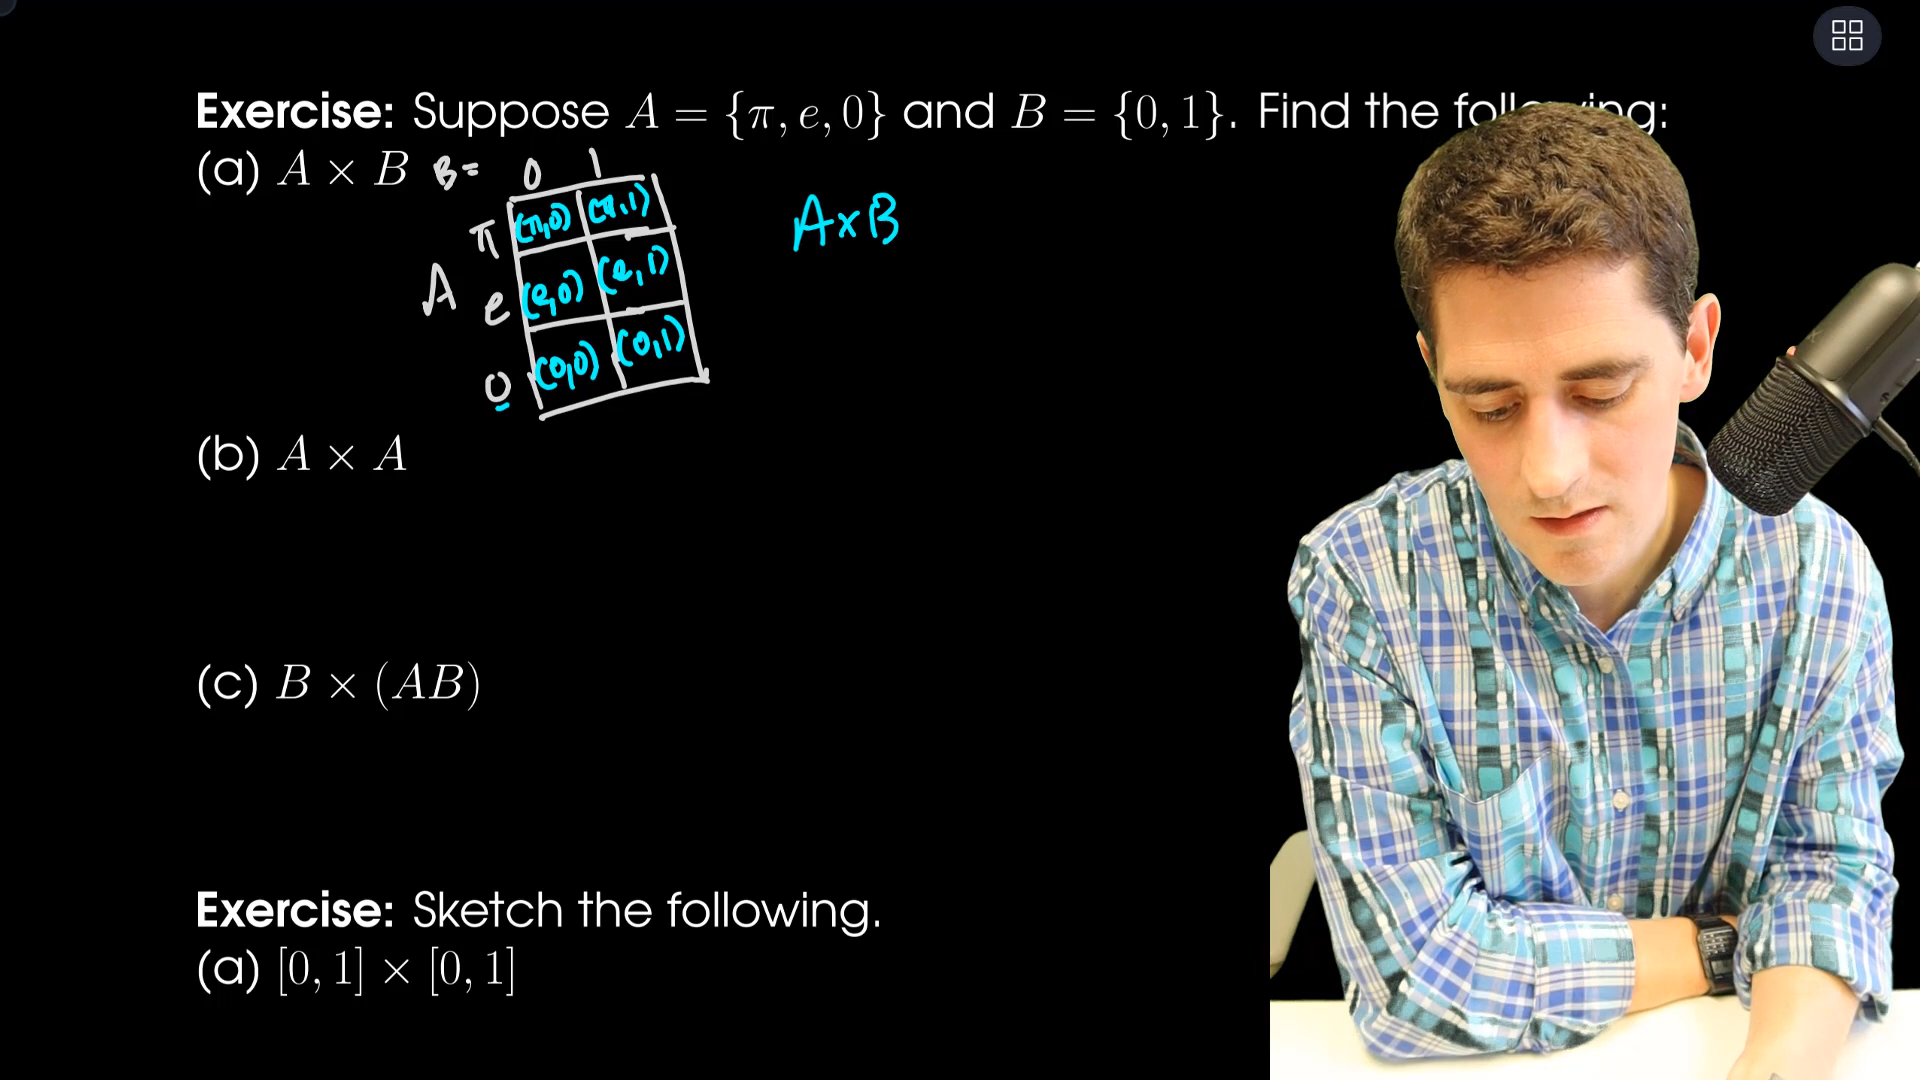 Exercise: Suppose A = {π, e, 0} and B = {0, 1}. Find the following:
(a) A × B B= 0 1
π (π,0) (π,1)
A×B
A e (e,0) (e,1)
0 (0,0) (0,1)
(b) A × A
(c) B × (AB)
Exercise: Sketch the following.
(a) [0, 1] × [0, 1]